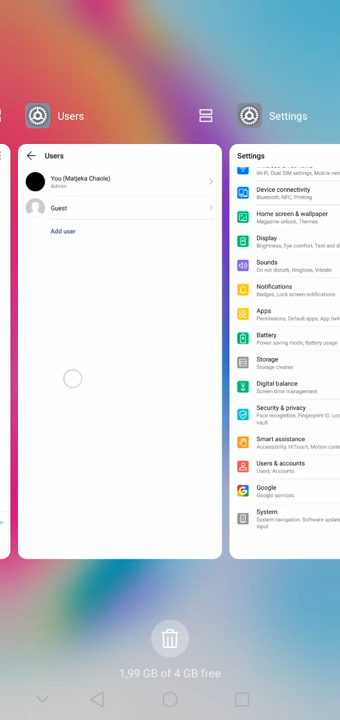 Users
Settings
Users
You (Matjeka Chaole)
Admin
Guest
Add user
Settings
Wi-Fi, Dual SIM settings, Mobile net
Device connectivity
Bluetooth, NFC, Printing
Home screen & wallpaper
Magazine unlock, Themes
Display
Brightness, Eye comfort, Text and d
Sounds
Do not disturb, Ringtone, Vibrate
Notifications
Badges, Lock screen notifications
Apps
Permissions, Default apps, App twin
Battery
Power saving mode, Battery usage
Storage
Storage cleaner
Digital balance
Screen time management
Security & privacy
Face recognition, Fingerprint ID, Loc
vault
Smart assistance
Accessibility, HiTouch, Motion contr
Users & accounts
Users, Accounts
Google
Google services
System
System navigation, Software update
input
1,99 GB of 4 GB free